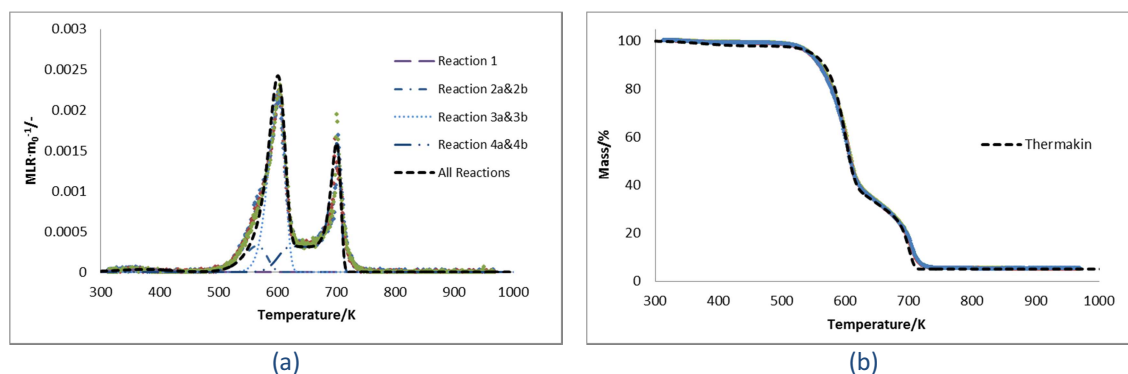 0.003
0.0025
0.002
0.0015
0.001
0.0005
0
MLR·m₀⁻¹/-
300 400 500 600 700 800 900 1000
Temperature/K
Reaction 1
Reaction 2a&2b
Reaction 3a&3b
Reaction 4a&4b
All Reactions
(a)
100
80
60
40
20
0
Mass/%
300 400 500 600 700 800 900 1000
Temperature/K
Thermakin
(b)